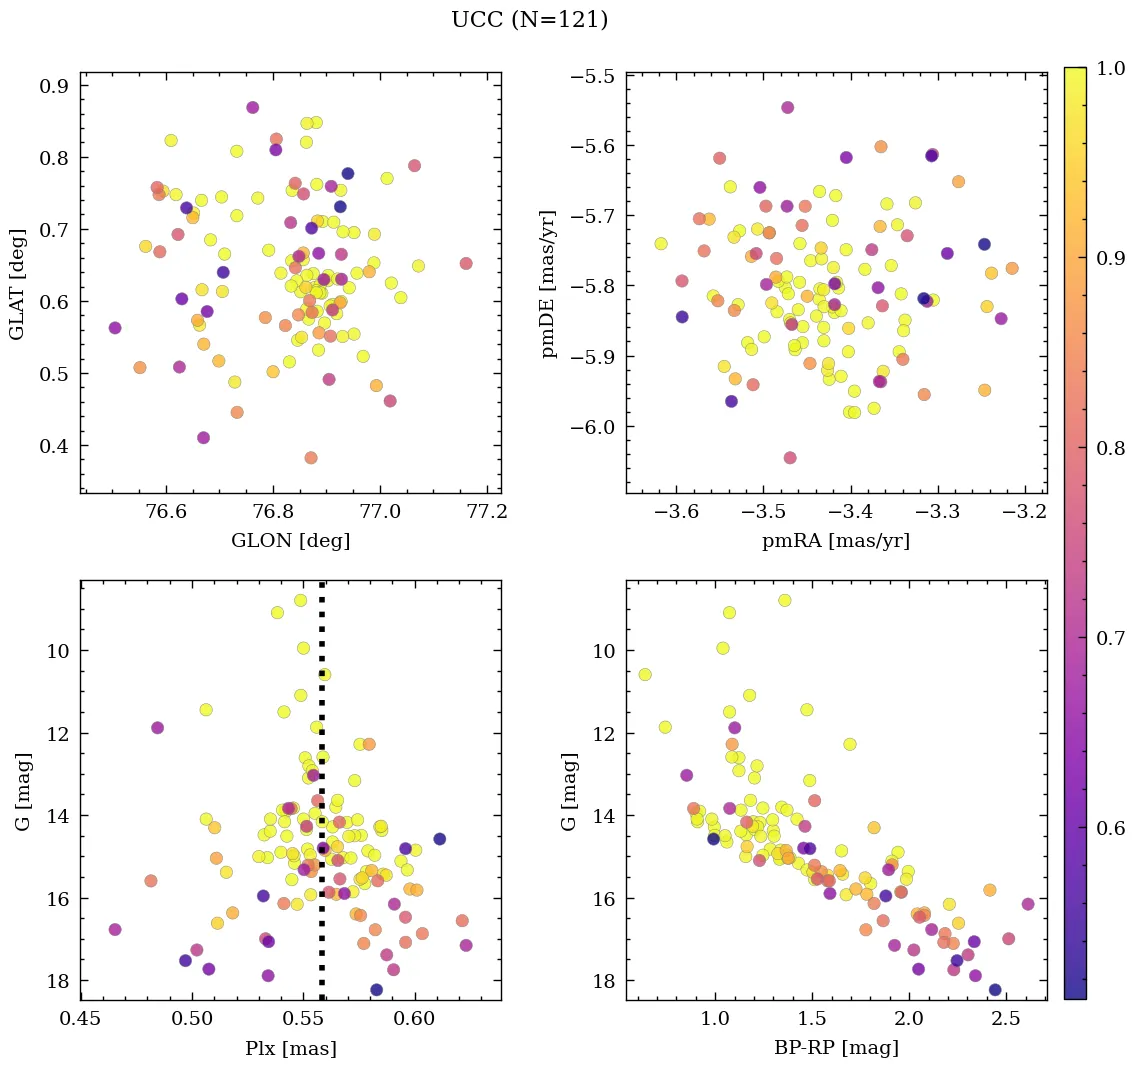 UCC (N=121)
0.9
0.8
0.7
0.6
0.5
0.4
GLAT [deg]
76.6 76.8 77.0 77.2
GLON [deg]
−5.5
−5.6
−5.7
−5.8
−5.9
−6.0
pmDE [mas/yr]
−3.6 −3.5 −3.4 −3.3 −3.2
pmRA [mas/yr]
1.0
0.9
0.8
0.7
0.6
10
12
14
16
18
G [mag]
0.45 0.50 0.55 0.60
Plx [mas]
10
12
14
16
18
G [mag]
1.0 1.5 2.0 2.5
BP-RP [mag]